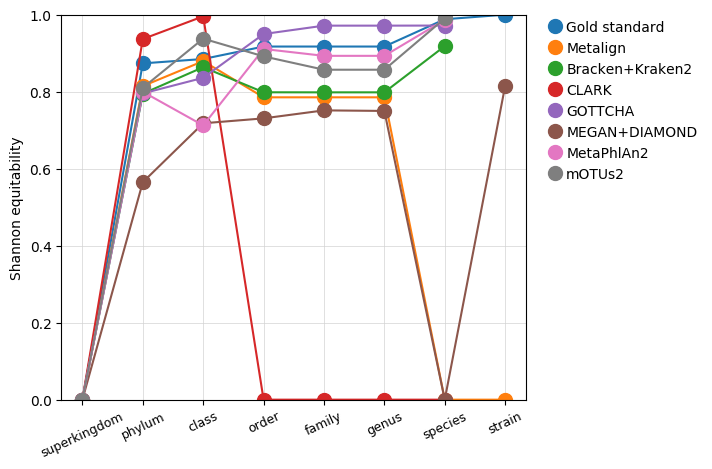 1.0
0.8
0.6
0.4
0.2
0.0
Shannon equitability
superkingdom
phylum
class
order
family
genus
species
strain
Gold standard
Metalign
Bracken+Kraken2
CLARK
GOTTCHA
MEGAN+DIAMOND
MetaPhlAn2
mOTUs2